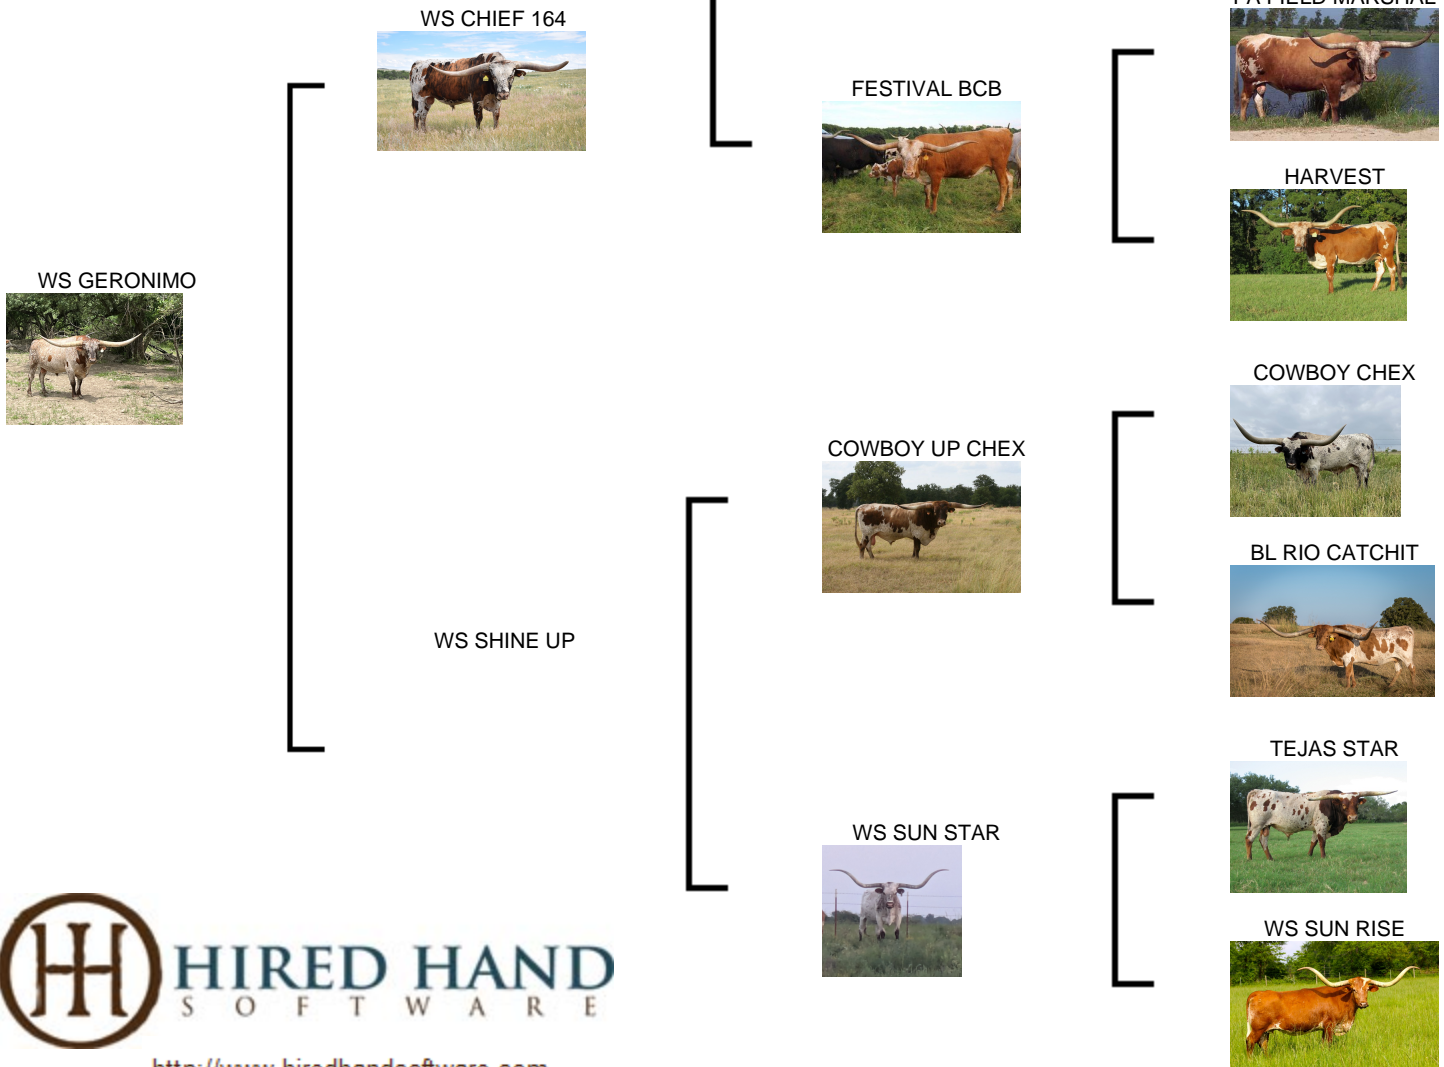 WS CHIEF 164
FESTIVAL BCB
HARVEST
WS GERONIMO
COWBOY CHEX
COWBOY UP CHEX
BL RIO CATCHIT
WS SHINE UP
TEJAS STAR
WS SUN STAR
WS SUN RISE
HIRED HAND
SOFTWARE